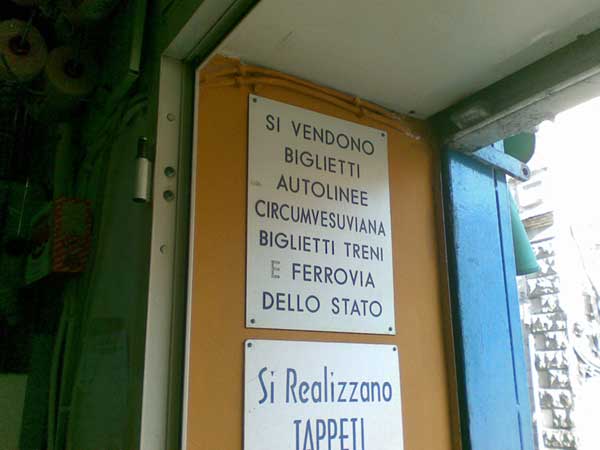 SI VENDONO
BIGLIETTI
AUTOLINEE
CIRCUMVESUVIANA
BIGLIETTI TRENI
E FERROVIA
DELLO STATO
Si Realizzano
TAPPETI